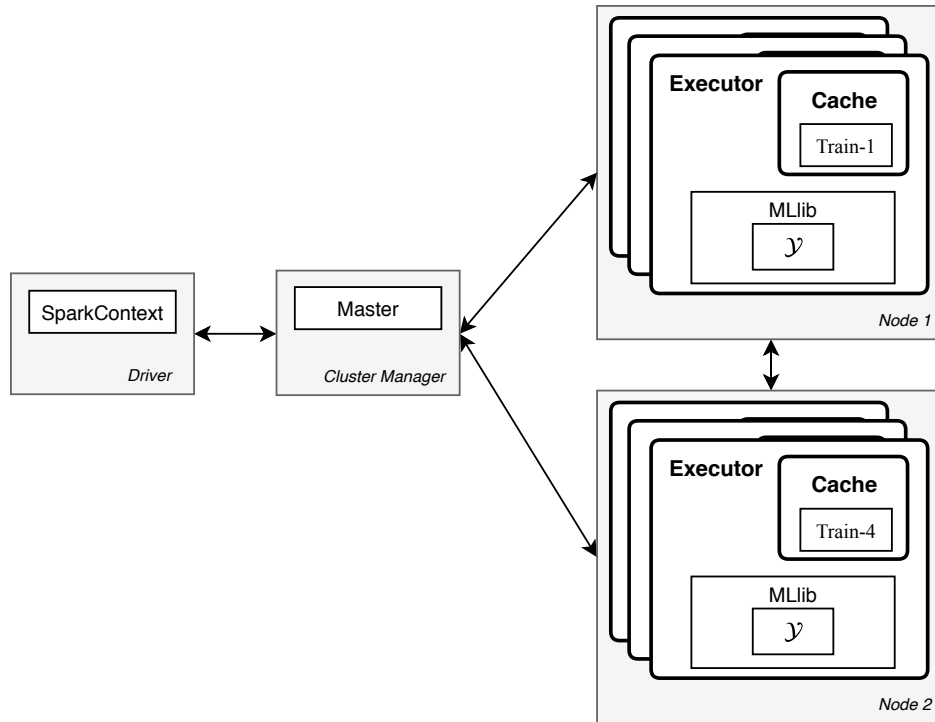 Executor
Cache
Train-1
MLlib
𝒴
Node 1
SparkContext
Driver
Master
Cluster Manager
Executor
Cache
Train-4
MLlib
𝒴
Node 2